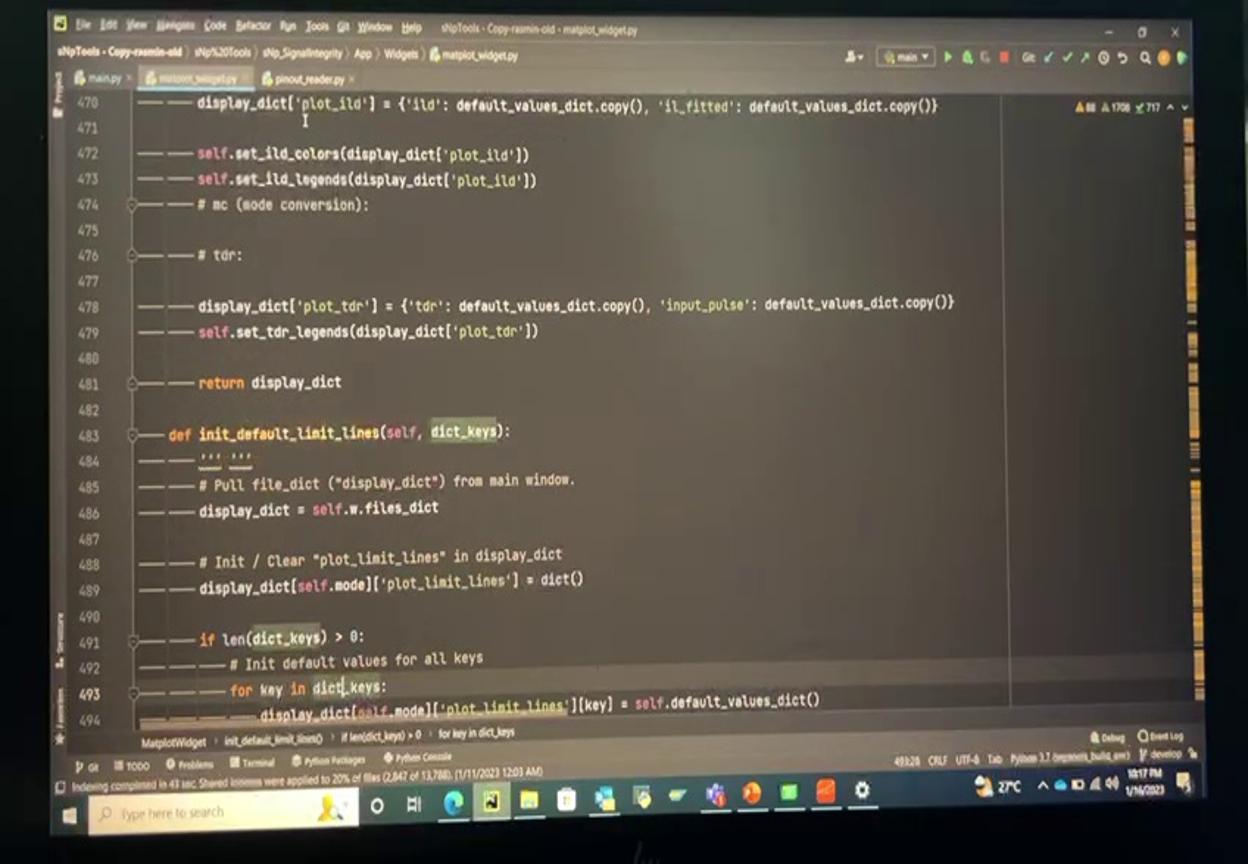 File Edit View Navigate Code Refactor Run Tools Git Window Help sNpTools - Copy-rasmin-old - matplot_widget.py
sNpTools - Copy-rasmin-old sNp%20Tools sNp_SignalIntegrity App Widgets matplot_widget.py main Git:
main.py matplot_widget.py pinout_reader.py
Project
470 display_dict['plot_ild'] = {'ild': default_values_dict.copy(), 'il_fitted': default_values_dict.copy()}
88 1708 717
471
472 self.set_ild_colors(display_dict['plot_ild'])
473 self.set_ild_legends(display_dict['plot_ild'])
474 # mc (mode conversion):
475
476 # tdr:
477
478 display_dict['plot_tdr'] = {'tdr': default_values_dict.copy(), 'input_pulse': default_values_dict.copy()}
479 self.set_tdr_legends(display_dict['plot_tdr'])
480
481 return display_dict
482
483 def init_default_limit_lines(self, dict_keys):
484 ''' '''
485 # Pull file_dict ("display_dict") from main window.
486 display_dict = self.w.files_dict
487
488 # Init / Clear "plot_limit_lines" in display_dict
489 display_dict[self.mode]['plot_limit_lines'] = dict()
490
491 if len(dict_keys) > 0:
492 # Init default values for all keys
493 for key in dict_keys:
494 display_dict[self.mode]['plot_limit_lines'][key] = self.default_values_dict()
Structure
Favorites
MatplotWidget init_default_limit_lines() if len(dict_keys) > 0 for key in dict_keys
Git TODO Problems Terminal Python Packages Python Console Debug Event Log
Indexing completed in 43 sec. Shared indexes were applied to 20% of files (2,847 of 13,788). (1/11/2023 12:03 AM) 493:28 CRLF UTF-8 Tab Python 3.7 develop
Type here to search 27°C 10:17 PM
1/16/2023